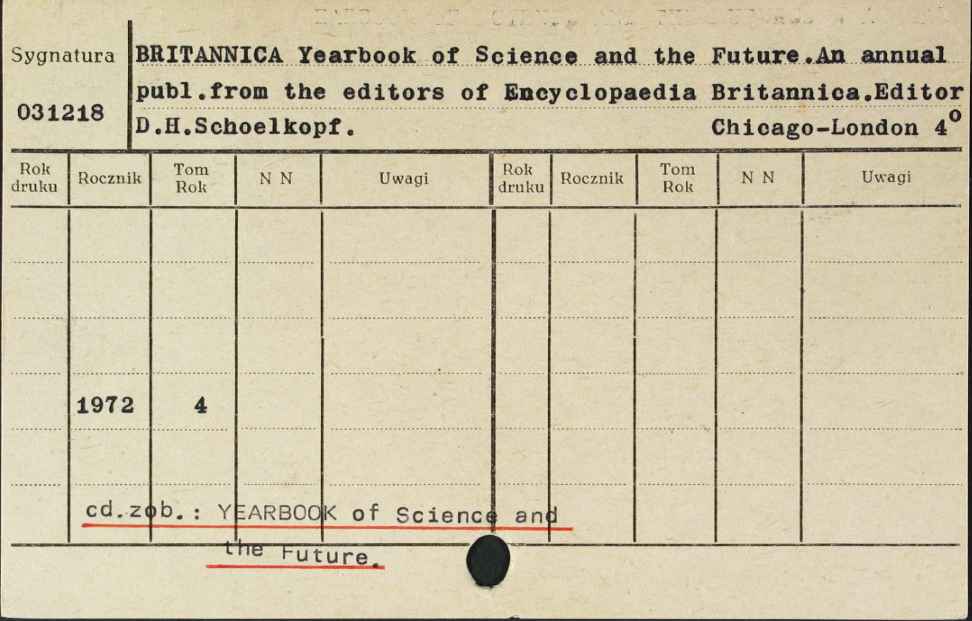 Sygnatura
031218
BRITANNICA Yearbook of Science and the Future.An annual
publ.from the editors of Encyclopaedia Britannica.Editor
D.H.Schoelkopf. Chicago-London 4°
Rok druku Rocznik Tom Rok N N Uwagi Rok druku Rocznik Tom Rok N N Uwagi
1972 4
cd.zob.: YEARBOOK of Science and
the Future.